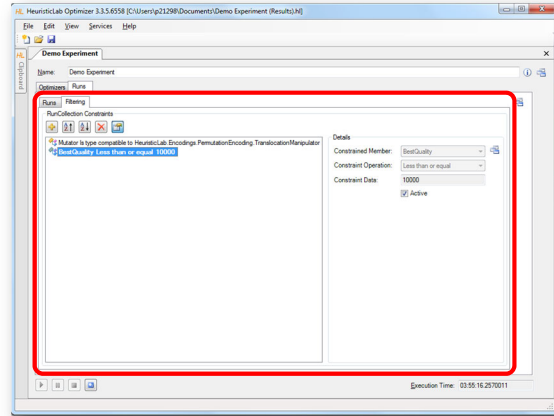 HL HeuristicLab Optimizer 3.3.5.6558 [C:\Users\p21298\Documents\Demo Experiment (Results).hl]
File Edit View Services Help
HL Clipboard
Demo Experiment
Name: Demo Experiment
Optimizers Runs
Runs Filtering
RunCollection Constraints
Mutator Is type compatible to HeuristicLab.Encodings.PermutationEncoding.TranslocationManipulator
BestQuality Less than or equal 10000
Details
Constrained Member: BestQuality
Constraint Operation: Less than or equal
Constraint Data: 10000
Active
Execution Time: 03:55:16.2570011